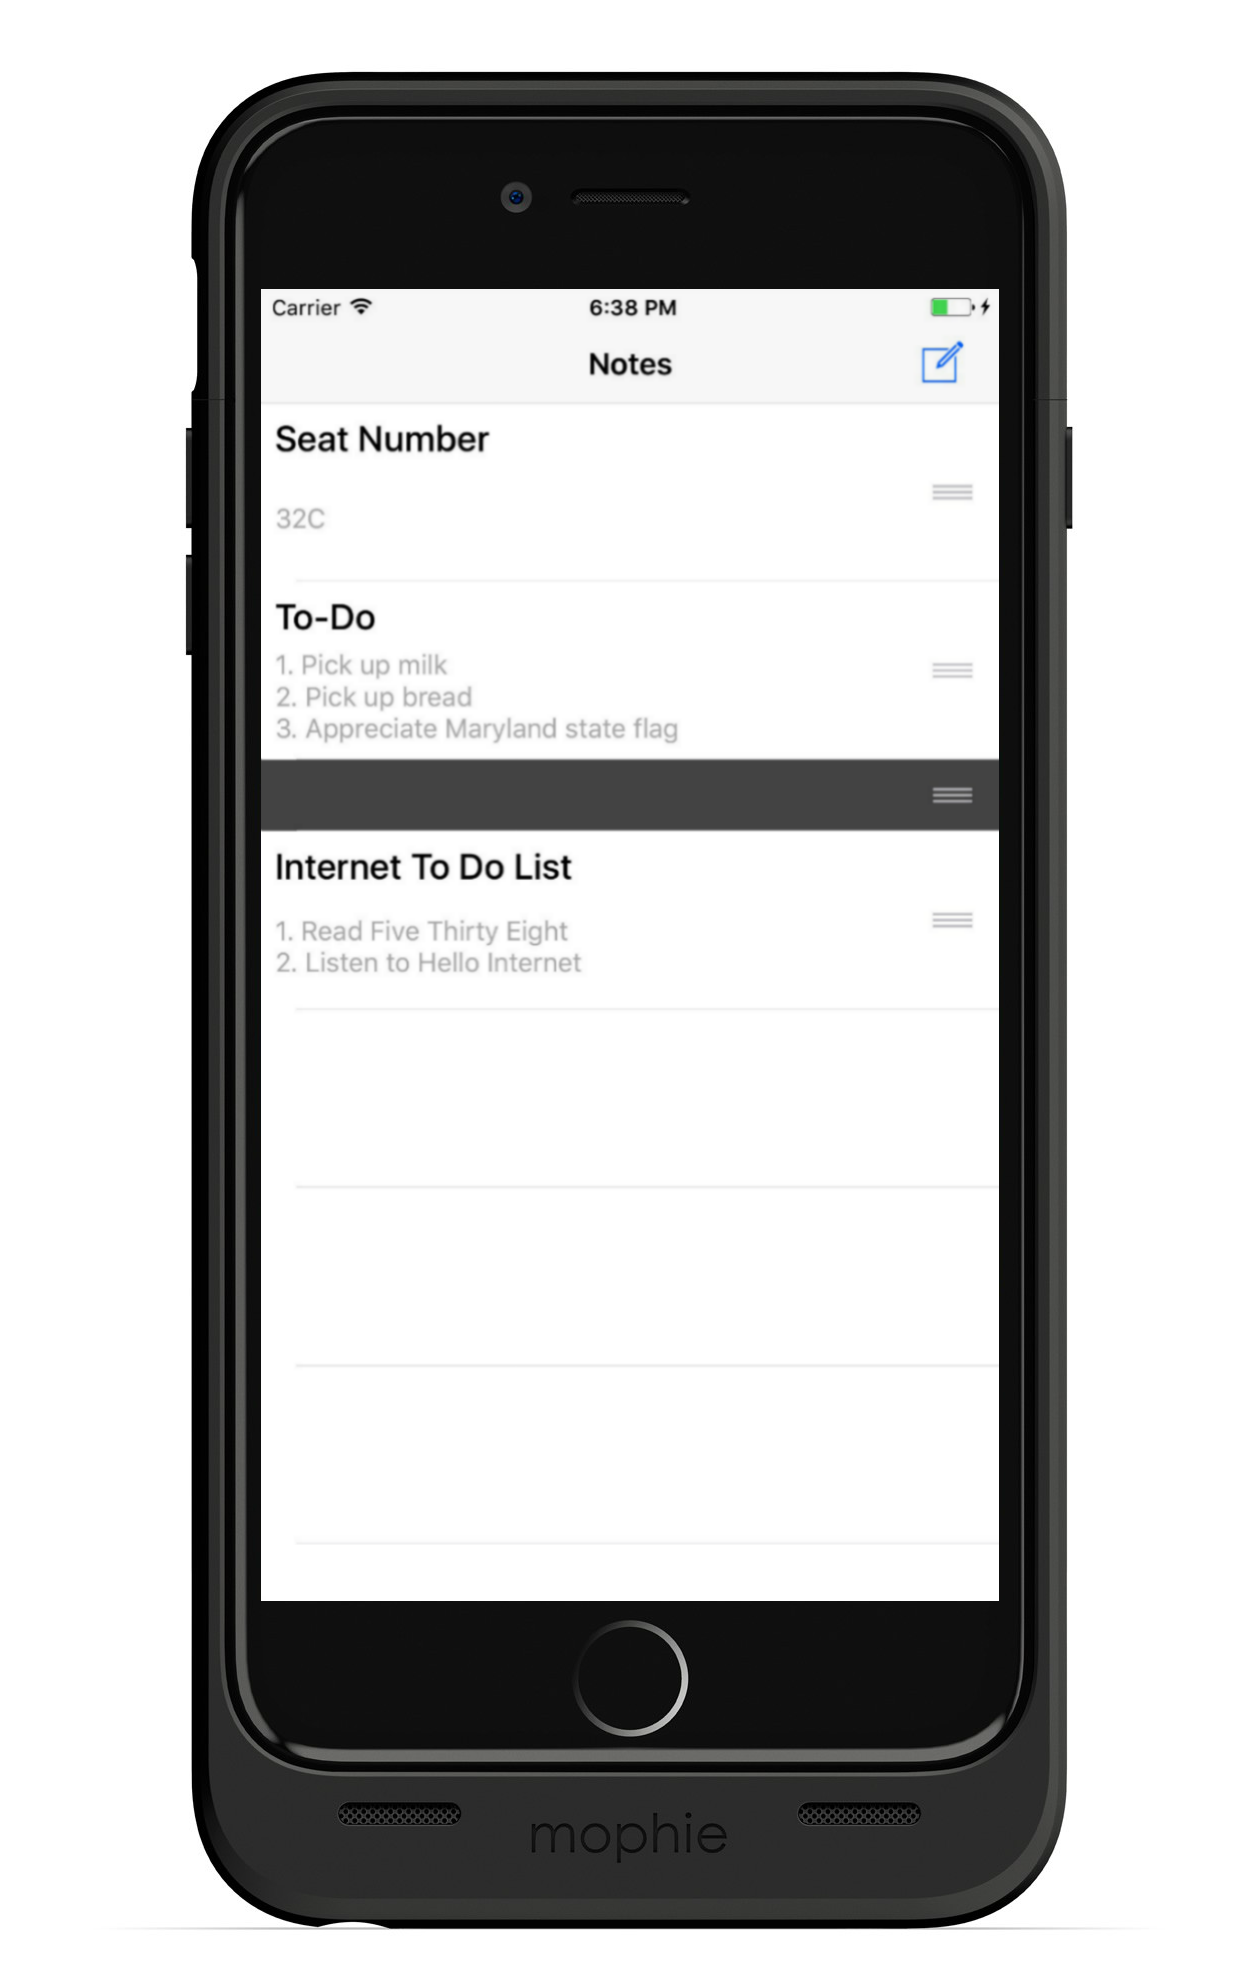 Carrier
6:38 PM
Notes
Seat Number
32C
To-Do
1. Pick up milk
2. Pick up bread
3. Appreciate Maryland state flag
Internet To Do List
1. Read Five Thirty Eight
2. Listen to Hello Internet
mophie